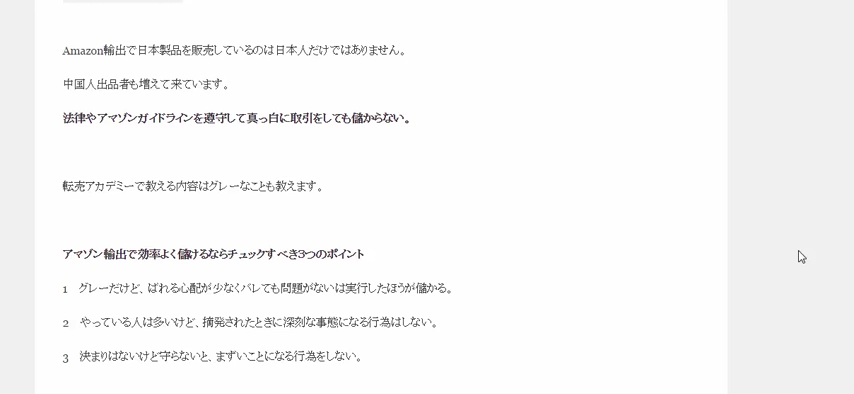 Amazon輸出で日本製品を販売しているのは日本人だけではありません。
中国人出品者も増えて来ています。
法律やアマゾンガイドラインを遵守して真っ白に取引をしても儲からない。
転売アカデミーで教える内容はグレーなことも教えます。
アマゾン輸出で効率よく儲けるならチェックすべき3つのポイント
1　グレーだけど、ばれる心配が少なくバレても問題がないは実行したほうが儲かる。
2　やっている人は多いけど、摘発されたときに深刻な事態になる行為はしない。
3　決まりはないけど守らないと、まずいことになる行為をしない。